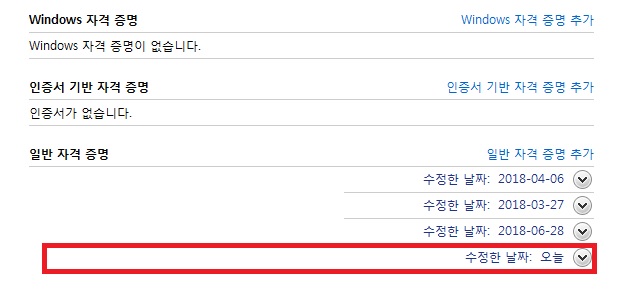 Windows 자격 증명 Windows 자격 증명 추가
Windows 자격 증명이 없습니다.
인증서 기반 자격 증명 인증서 기반 자격 증명 추가
인증서가 없습니다.
일반 자격 증명 일반 자격 증명 추가
수정한 날짜: 2018-04-06
수정한 날짜: 2018-03-27
수정한 날짜: 2018-06-28
수정한 날짜: 오늘